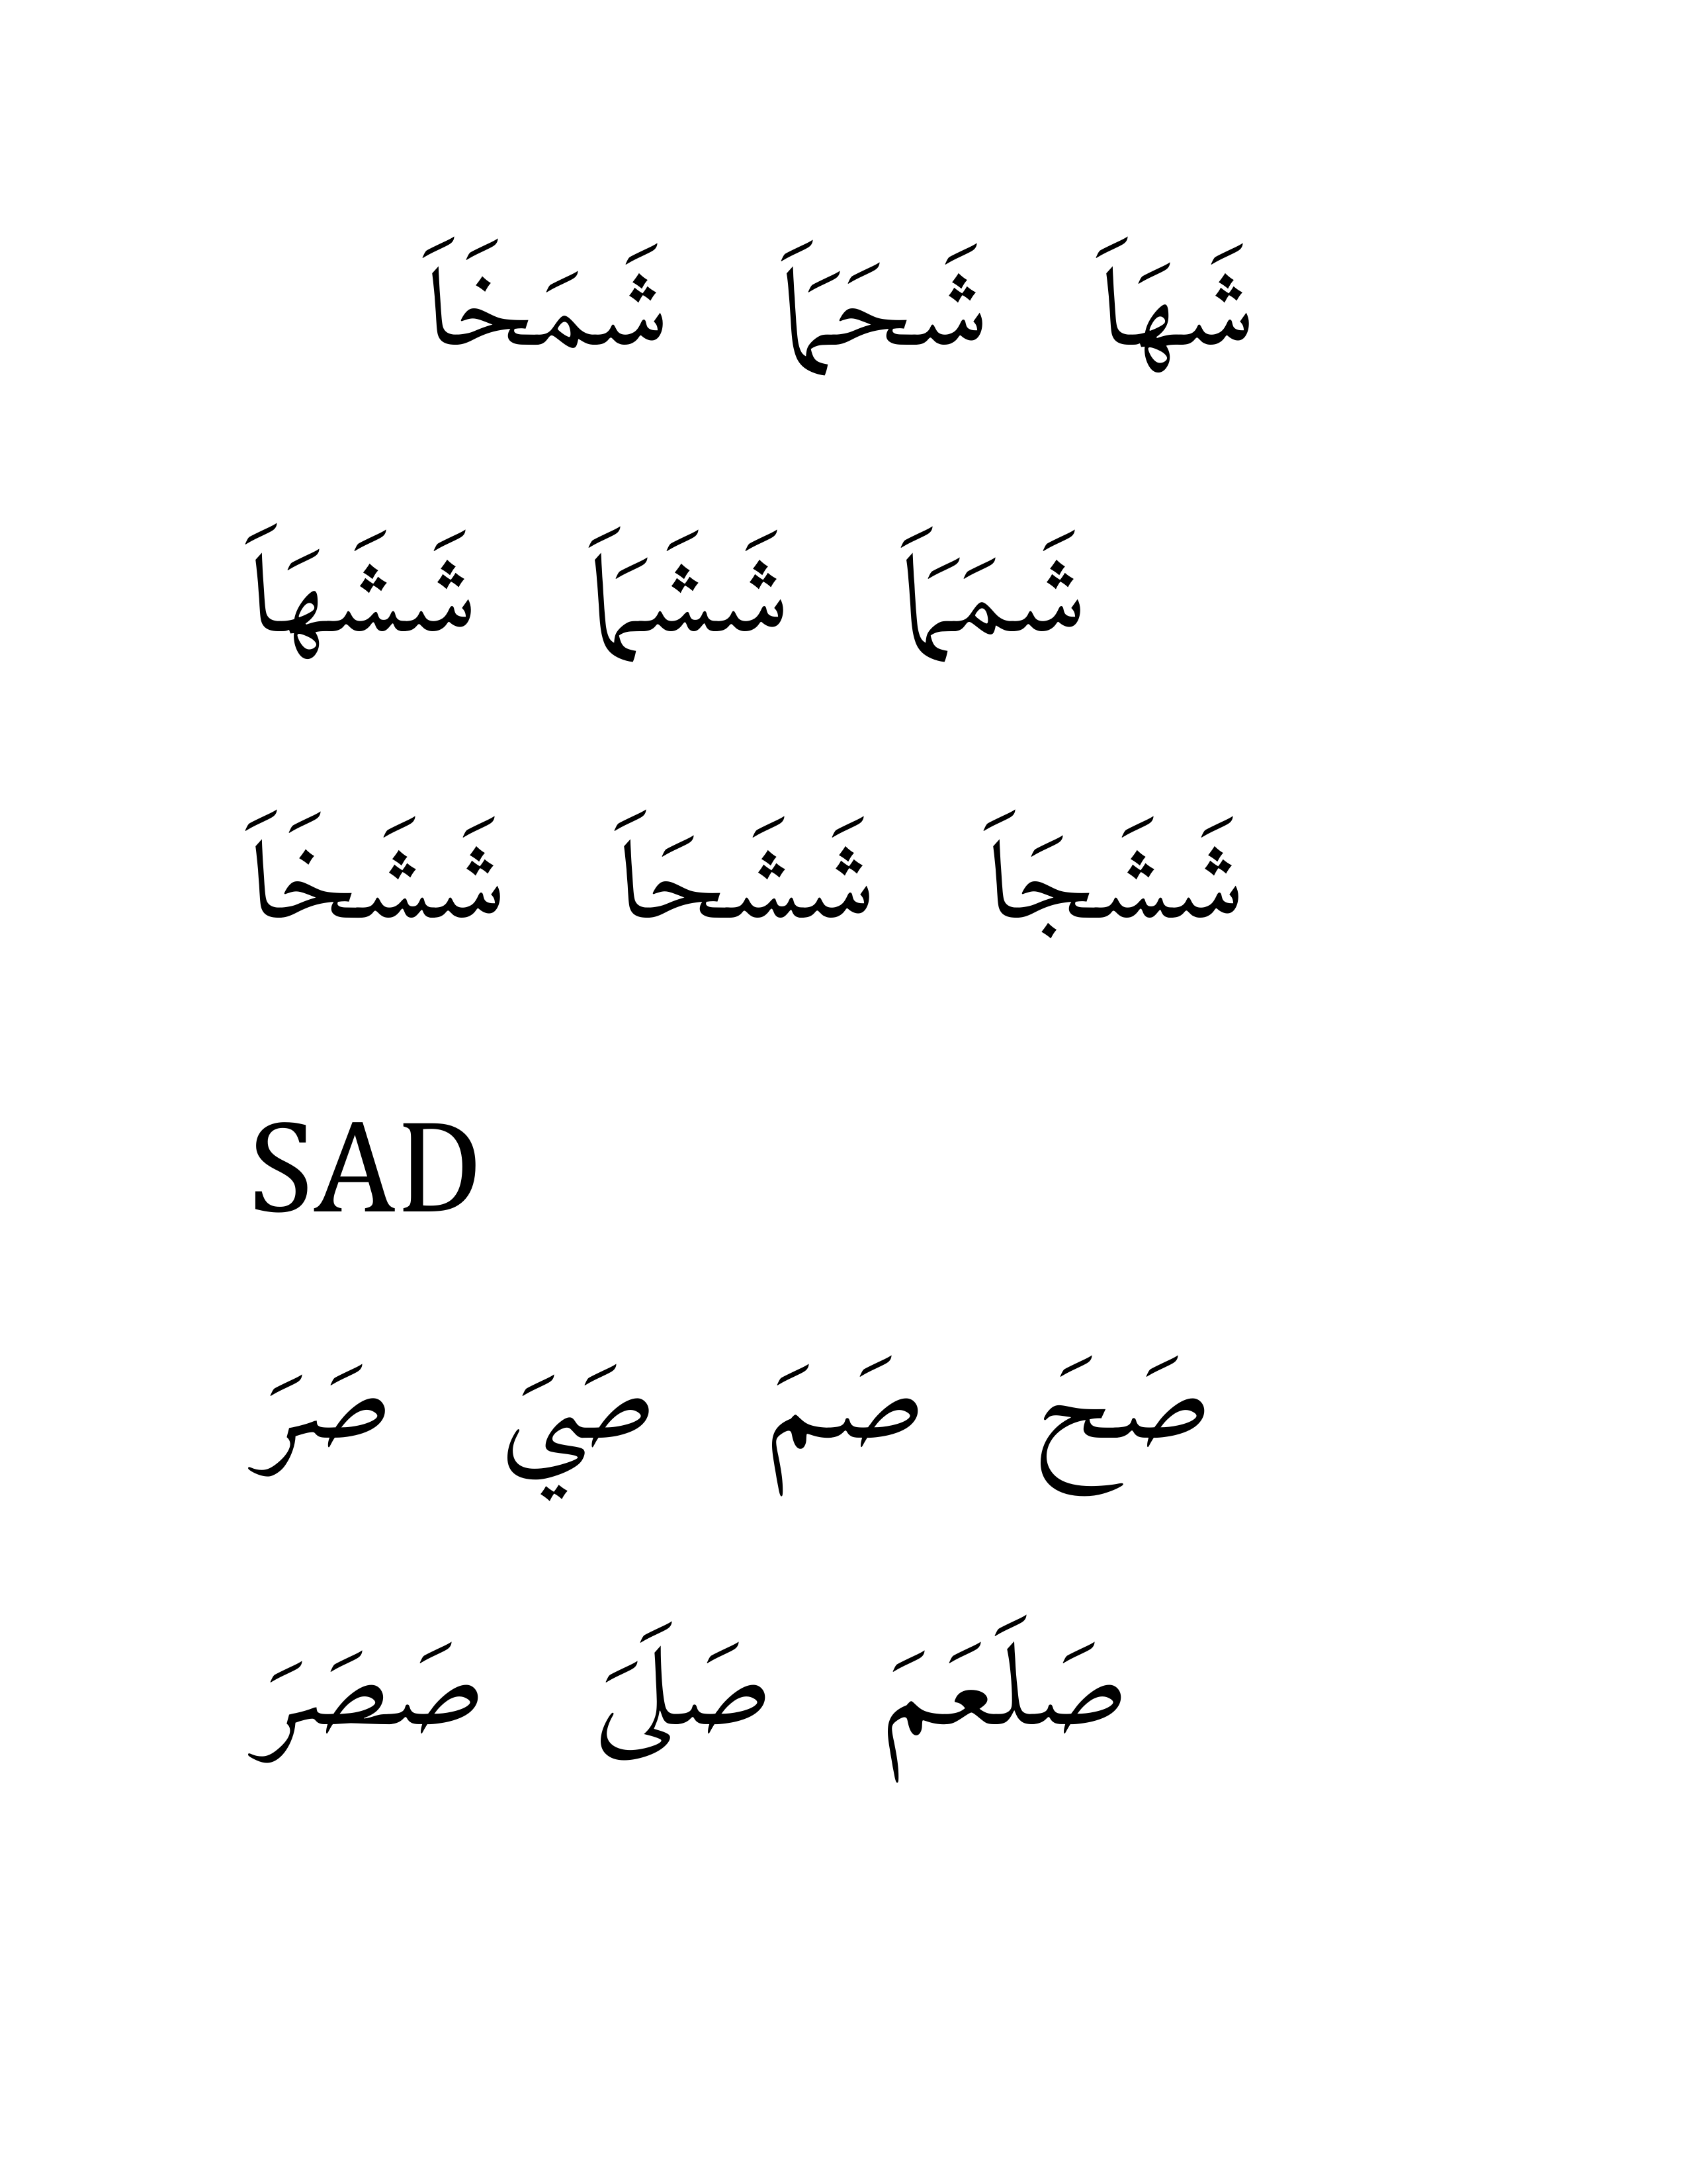 شَهَاَ شَحَمَاَ شَمَخَاَ
شَمَمَاَ شَشَمَاَ شَشَهَاَ
شَشَجَاَ شَشَحَاَ شَشَخَاَ
SAD
صَحَ صَمَ صَيَ صَرَ
صَلَعَمَ صَلَىَ صَصَرَ